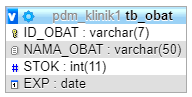 pdm_klinik1 tb_obat
ID_OBAT : varchar(7)
NAMA_OBAT : varchar(50)
STOK : int(11)
EXP : date